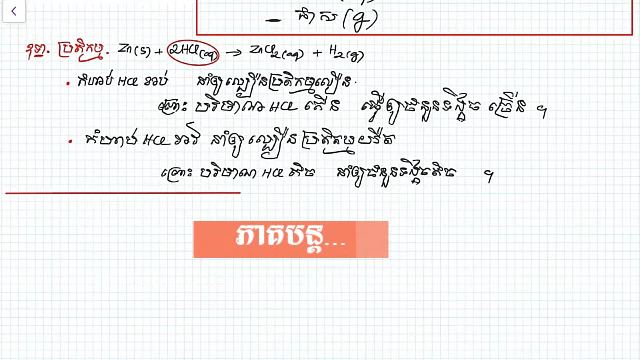 - ឧស្ម័ន (g)
ឧទា. ប្រតិកម្ម. Zn(s) + 2HCl(aq) → ZnCl₂(aq) + H₂(g)
• កំហាប់ HCl ខាប់ នាំឲ្យល្បឿនប្រតិកម្មលឿន.
ព្រោះ បរិមាណ HCl កើន ធ្វើឲ្យចំនួនទង្គិច ច្រើន ។
• កំហាប់ HCl រាវ នាំឲ្យ ល្បឿនប្រតិកម្មយឺត
ព្រោះ បរិមាណ HCl តិច នាំឲ្យចំនួនទង្គិចតិច ។
ភាគបន្ត...